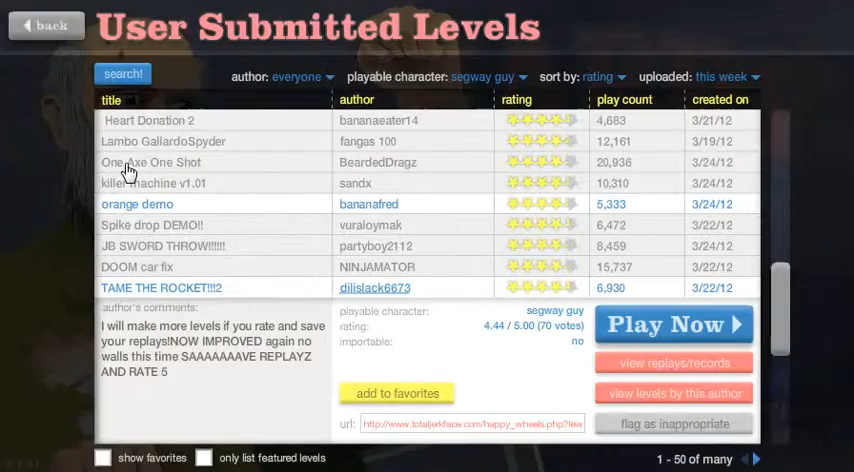 back
User Submitted Levels
search!
author: everyone playable character: segway guy sort by: rating uploaded: this week
title author rating play count created on
Heart Donation 2 bananaeater14 4,683 3/21/12
Lambo GallardoSpyder fangas 100 12,161 3/19/12
One Axe One Shot BeardedDragz 20,936 3/24/12
killer machine v1.01 sandx 10,310 3/24/12
orange demo bananafred 5,333 3/24/12
Spike drop DEMO!! vuraloymak 6,472 3/22/12
JB SWORD THROW!!!!!! partyboy2112 8,459 3/24/12
DOOM car fix NINJAMATOR 15,737 3/22/12
TAME THE ROCKET!!!2 dilislack6673 6,930 3/22/12
author's comments:
I will make more levels if you rate and save
your replays!NOW IMPROVED again no
walls this time SAAAAAAVE REPLAYZ
AND RATE 5
playable character: segway guy
rating: 4.44 / 5.00 (70 votes)
importable: no
add to favorites
url: http://www.totaljerkface.com/happy_wheels.php?lev
Play Now
view replays/records
view levels by this author
flag as inappropriate
show favorites only list featured levels 1 - 50 of many